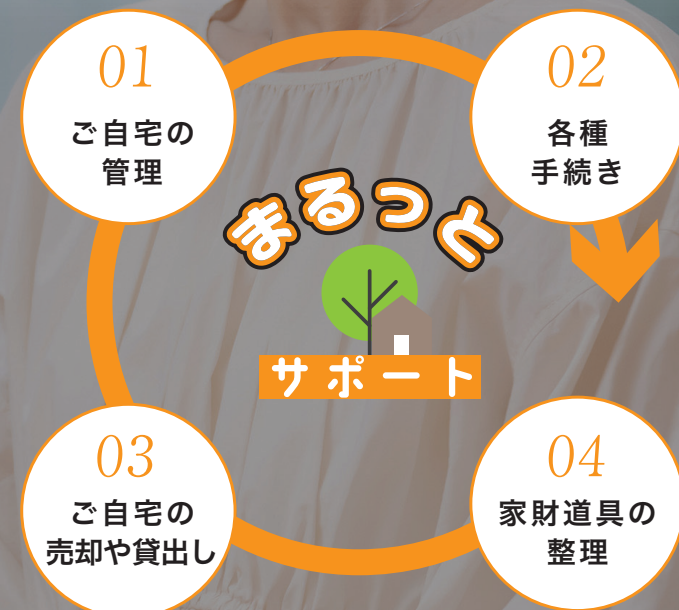 01
ご自宅の
管理
02
各種
手続き
まるっと
サポート
03
ご自宅の
売却や貸出し
04
家財道具の
整理